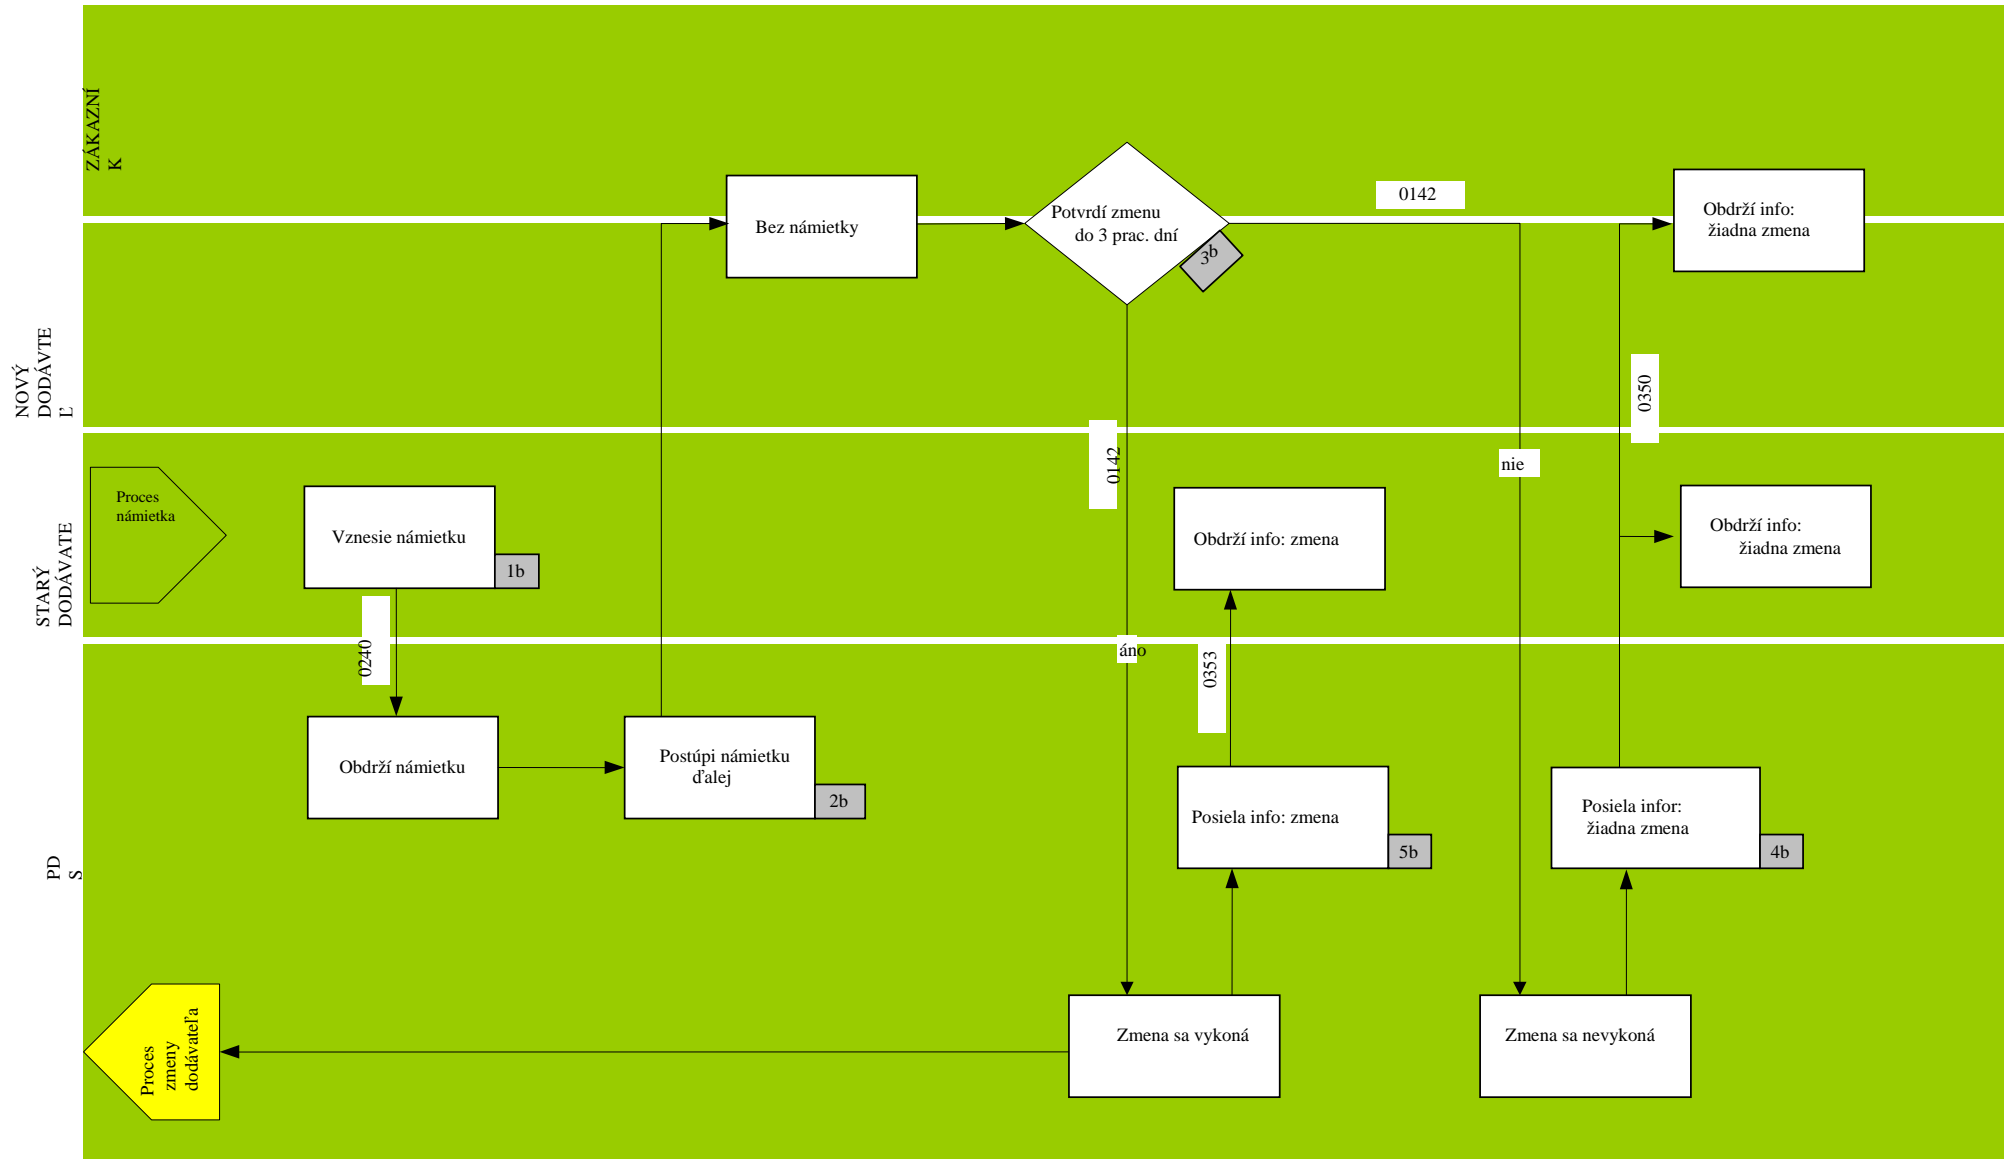 ZÁKAZNÍ
K
0142
Bez námietky
Potvrdí zmenu
do 3 prac. dní
3b
Obdrží info:
žiadna zmena
NOVÝ
DODÁVTE
Ľ
0350
0142
nie
Proces
námietka
Vznesie námietku
1b
Obdrží info: zmena
Obdrží info:
žiadna zmena
STARÝ
DODÁVATE
0240
áno
0353
Obdrží námietku
Postúpi námietku
ďalej
2b
Posiela info: zmena
5b
Posiela infor:
žiadna zmena
4b
PD
S
Proces
zmeny
dodávateľa
Zmena sa vykoná
Zmena sa nevykoná